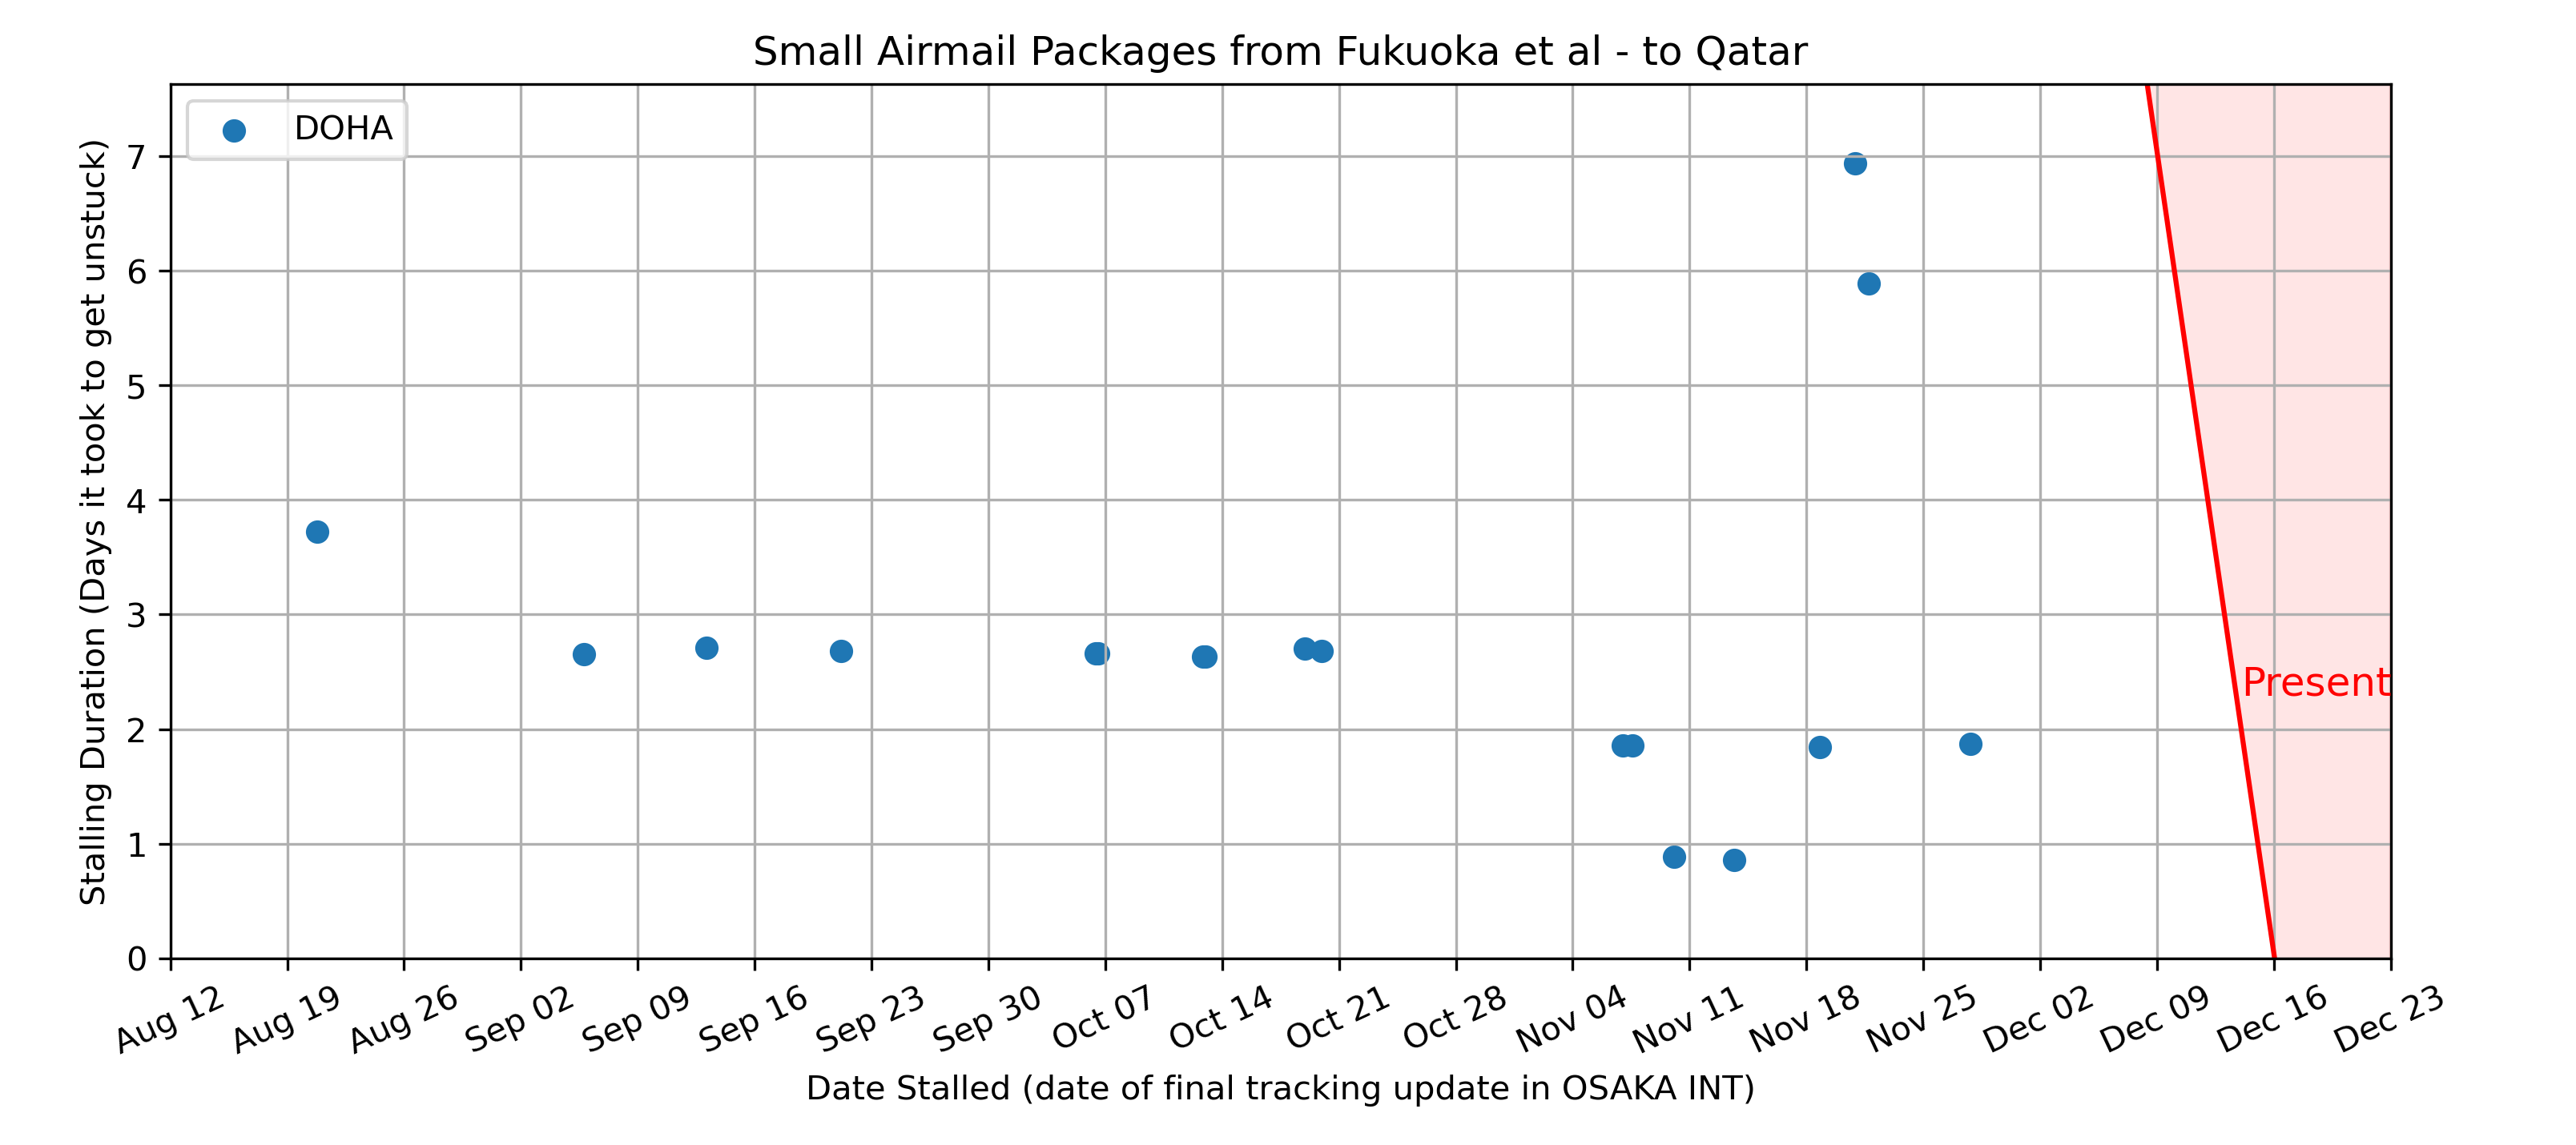 Small Airmail Packages from Fukuoka et al - to Qatar
DOHA
Stalling Duration (Days it took to get unstuck)
7
6
5
4
3
2
1
0
Present
Aug 12
Aug 19
Aug 26
Sep 02
Sep 09
Sep 16
Sep 23
Sep 30
Oct 07
Oct 14
Oct 21
Oct 28
Nov 04
Nov 11
Nov 18
Nov 25
Dec 02
Dec 09
Dec 16
Dec 23
Date Stalled (date of final tracking update in OSAKA INT)